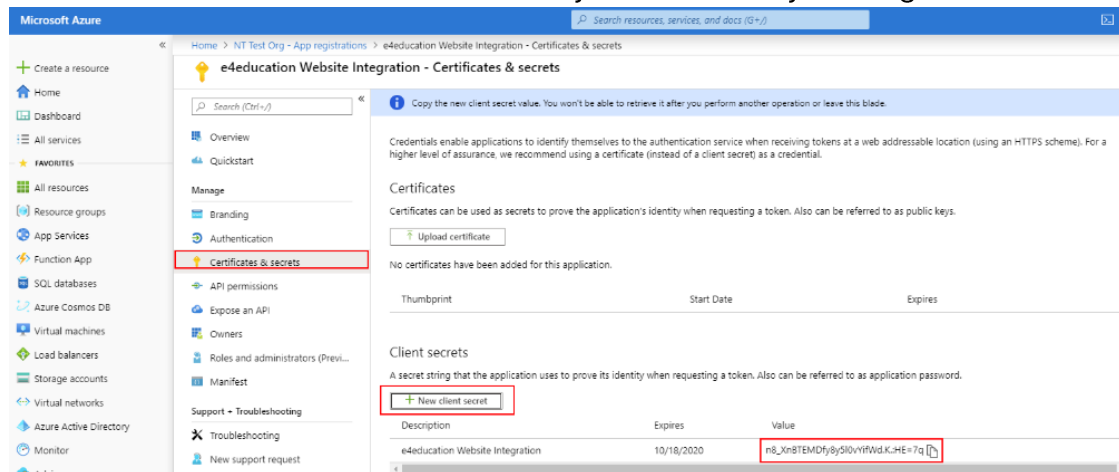 Microsoft Azure
Search resources, services, and docs (G+/)
Home > NT Test Org - App registrations > e4education Website Integration - Certificates & secrets
e4education Website Integration - Certificates & secrets
Create a resource
Home
Dashboard
All services
FAVORITES
All resources
Resource groups
App Services
Function App
SQL databases
Azure Cosmos DB
Virtual machines
Load balancers
Storage accounts
Virtual networks
Azure Active Directory
Monitor
Search (Ctrl+/)
Overview
Quickstart
Manage
Branding
Authentication
Certificates & secrets
API permissions
Expose an API
Owners
Roles and administrators (Previ...
Manifest
Support + Troubleshooting
Troubleshooting
New support request
Copy the new client secret value. You won't be able to retrieve it after you perform another operation or leave this blade.
Credentials enable applications to identify themselves to the authentication service when receiving tokens at a web addressable location (using an HTTPS scheme). For a
higher level of assurance, we recommend using a certificate (instead of a client secret) as a credential.
Certificates
Certificates can be used as secrets to prove the application's identity when requesting a token. Also can be referred to as public keys.
Upload certificate
No certificates have been added for this application.
Thumbprint Start Date Expires
Client secrets
A secret string that the application uses to prove its identity when requesting a token. Also can be referred to as application password.
New client secret
Description Expires Value
e4education Website Integration 10/18/2020